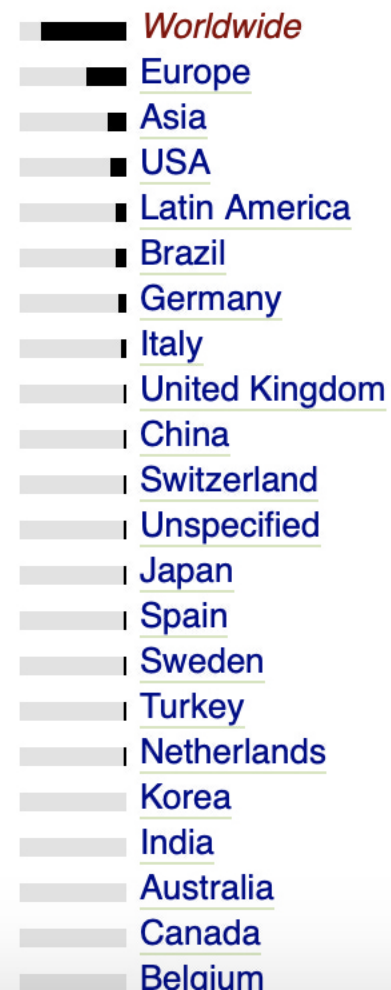 Worldwide
Europe
Asia
USA
Latin America
Brazil
Germany
Italy
United Kingdom
China
Switzerland
Unspecified
Japan
Spain
Sweden
Turkey
Netherlands
Korea
India
Australia
Canada
Belgium